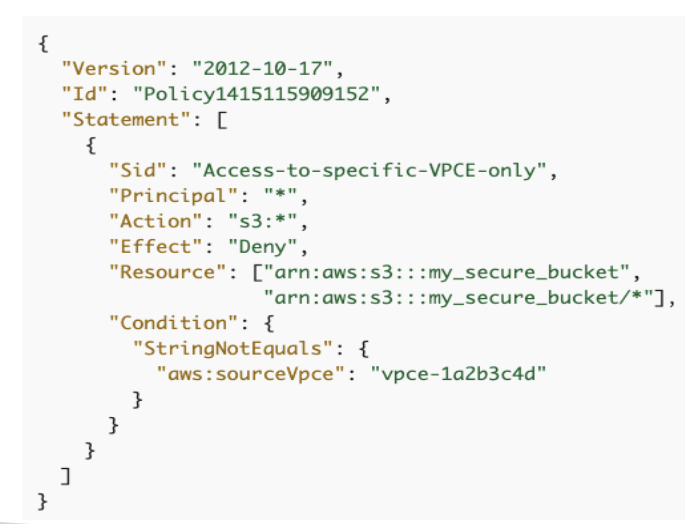 {
  "Version": "2012-10-17",
  "Id": "Policy1415115909152",
  "Statement": [
    {
      "Sid": "Access-to-specific-VPCE-only",
      "Principal": "*",
      "Action": "s3:*",
      "Effect": "Deny",
      "Resource": ["arn:aws:s3:::my_secure_bucket",
                   "arn:aws:s3:::my_secure_bucket/*"],
      "Condition": {
        "StringNotEquals": {
          "aws:sourceVpce": "vpce-1a2b3c4d"
        }
      }
    }
  ]
}